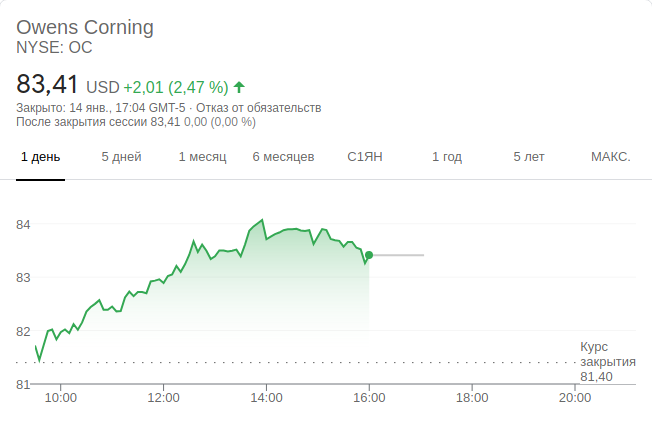 Owens Corning
NYSE: OC
83,41 USD +2,01 (2,47 %)
Закрыто: 14 янв., 17:04 GMT-5 · Отказ от обязательств
После закрытия сессии 83,41 0,00 (0,00 %)
1 день 5 дней 1 месяц 6 месяцев С1ЯН 1 год 5 лет МАКС.
84
83
82
Курс
закрытия
81,40
81
10:00 12:00 14:00 16:00 18:00 20:00